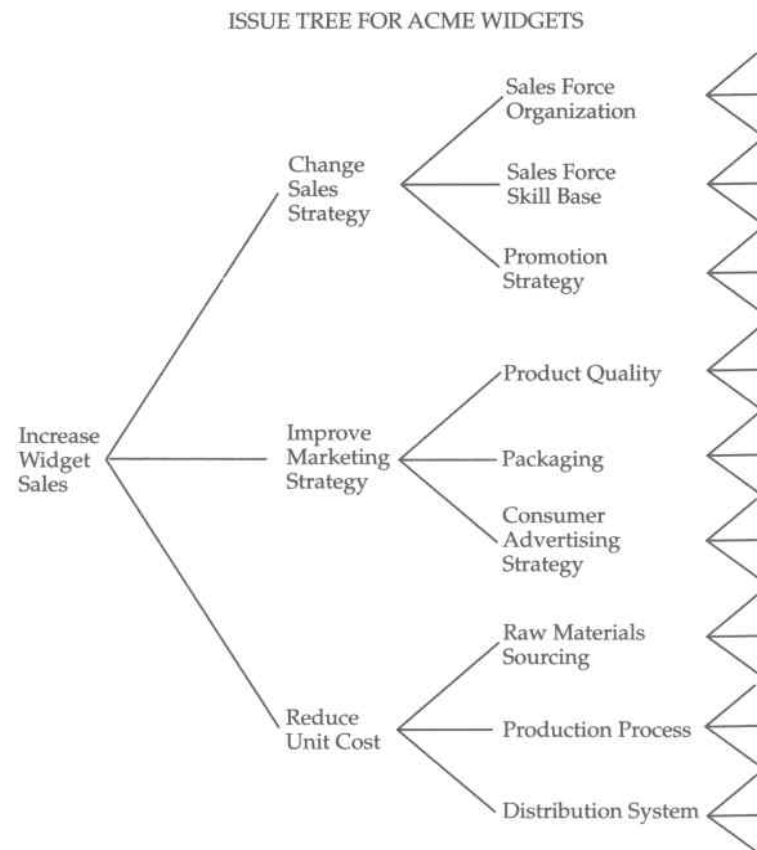 ISSUE TREE FOR ACME WIDGETS
Sales Force
Organization
Change
Sales
Strategy
Sales Force
Skill Base
Promotion
Strategy
Increase
Widget
Sales
Improve
Marketing
Strategy
Product Quality
Packaging
Consumer
Advertising
Strategy
Reduce
Unit Cost
Raw Materials
Sourcing
Production Process
Distribution System